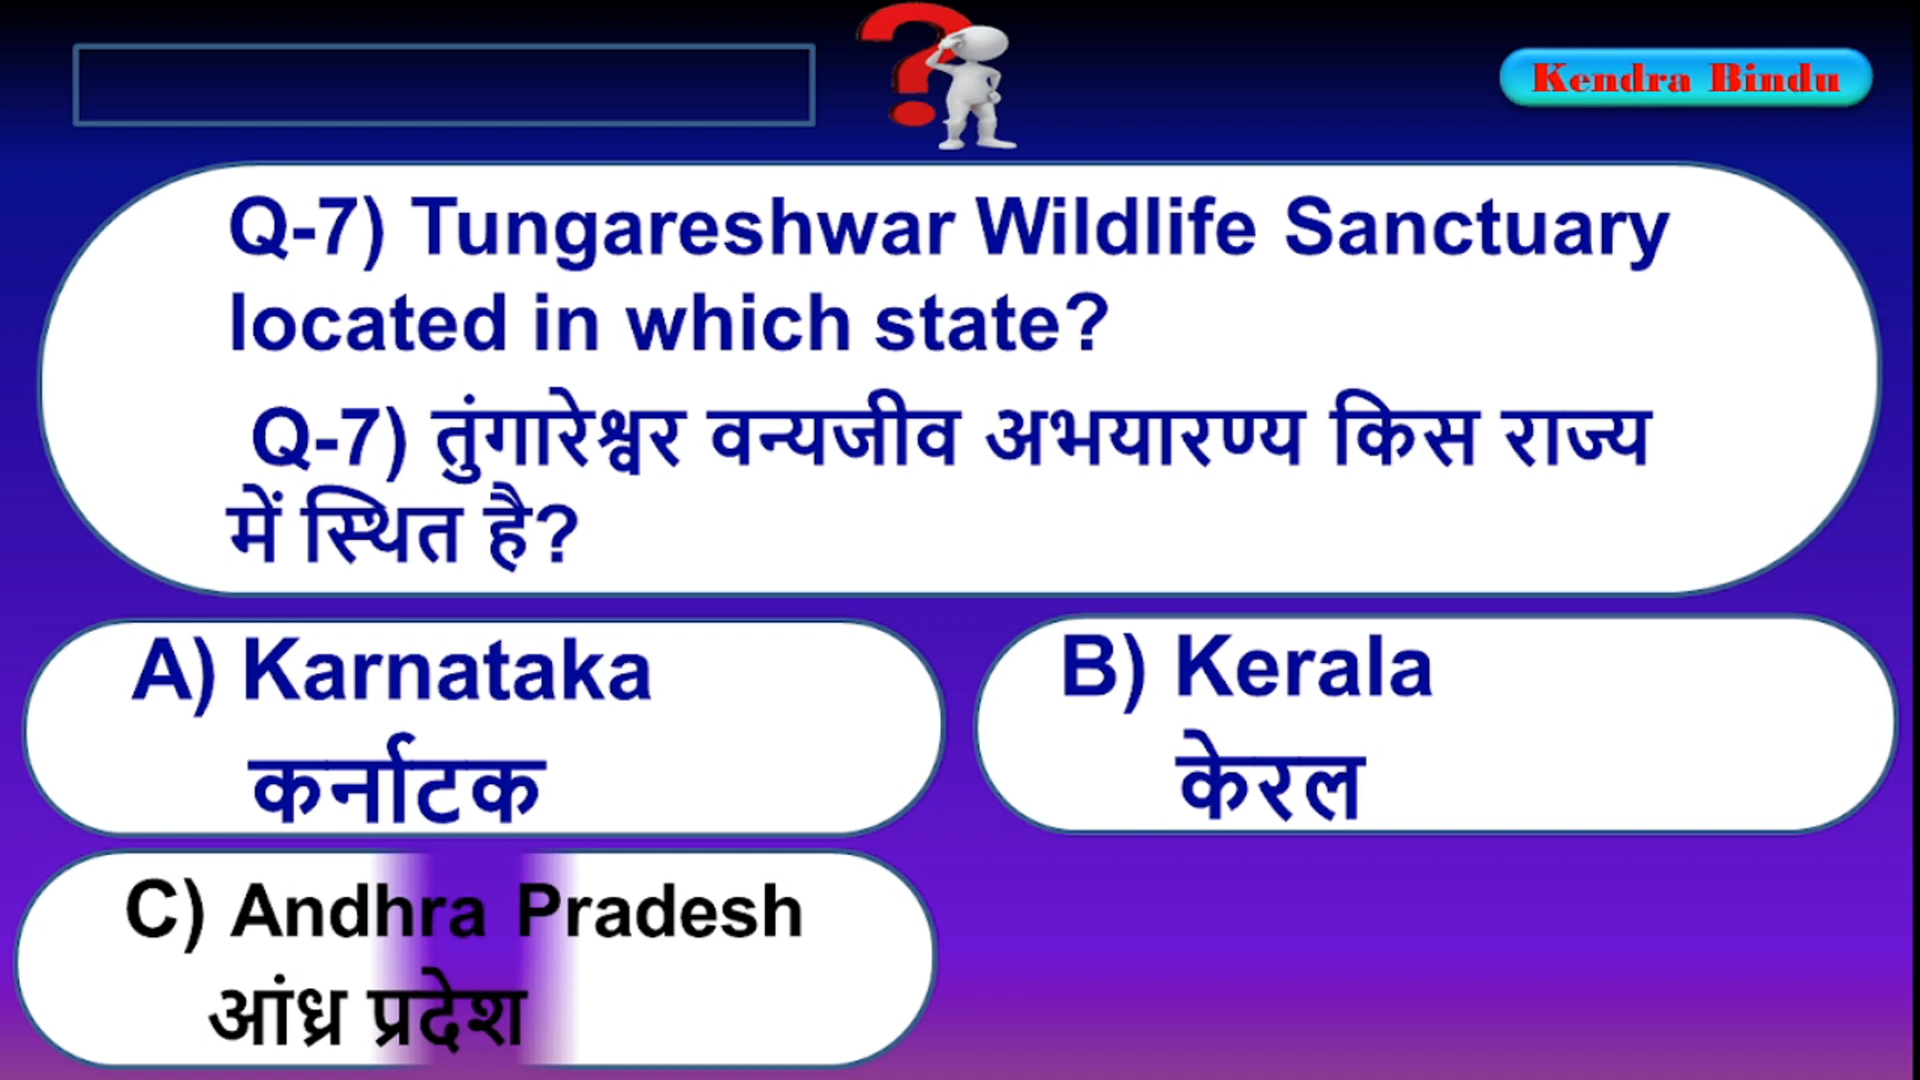 Kendra Bindu
Q-7) Tungareshwar Wildlife Sanctuary
located in which state?
Q-7) तुंगारेश्वर वन्यजीव अभयारण्य किस राज्य
में स्थित है?
A) Karnataka
कर्नाटक
B) Kerala
केरल
C) Andhra Pradesh
आंध्र प्रदेश